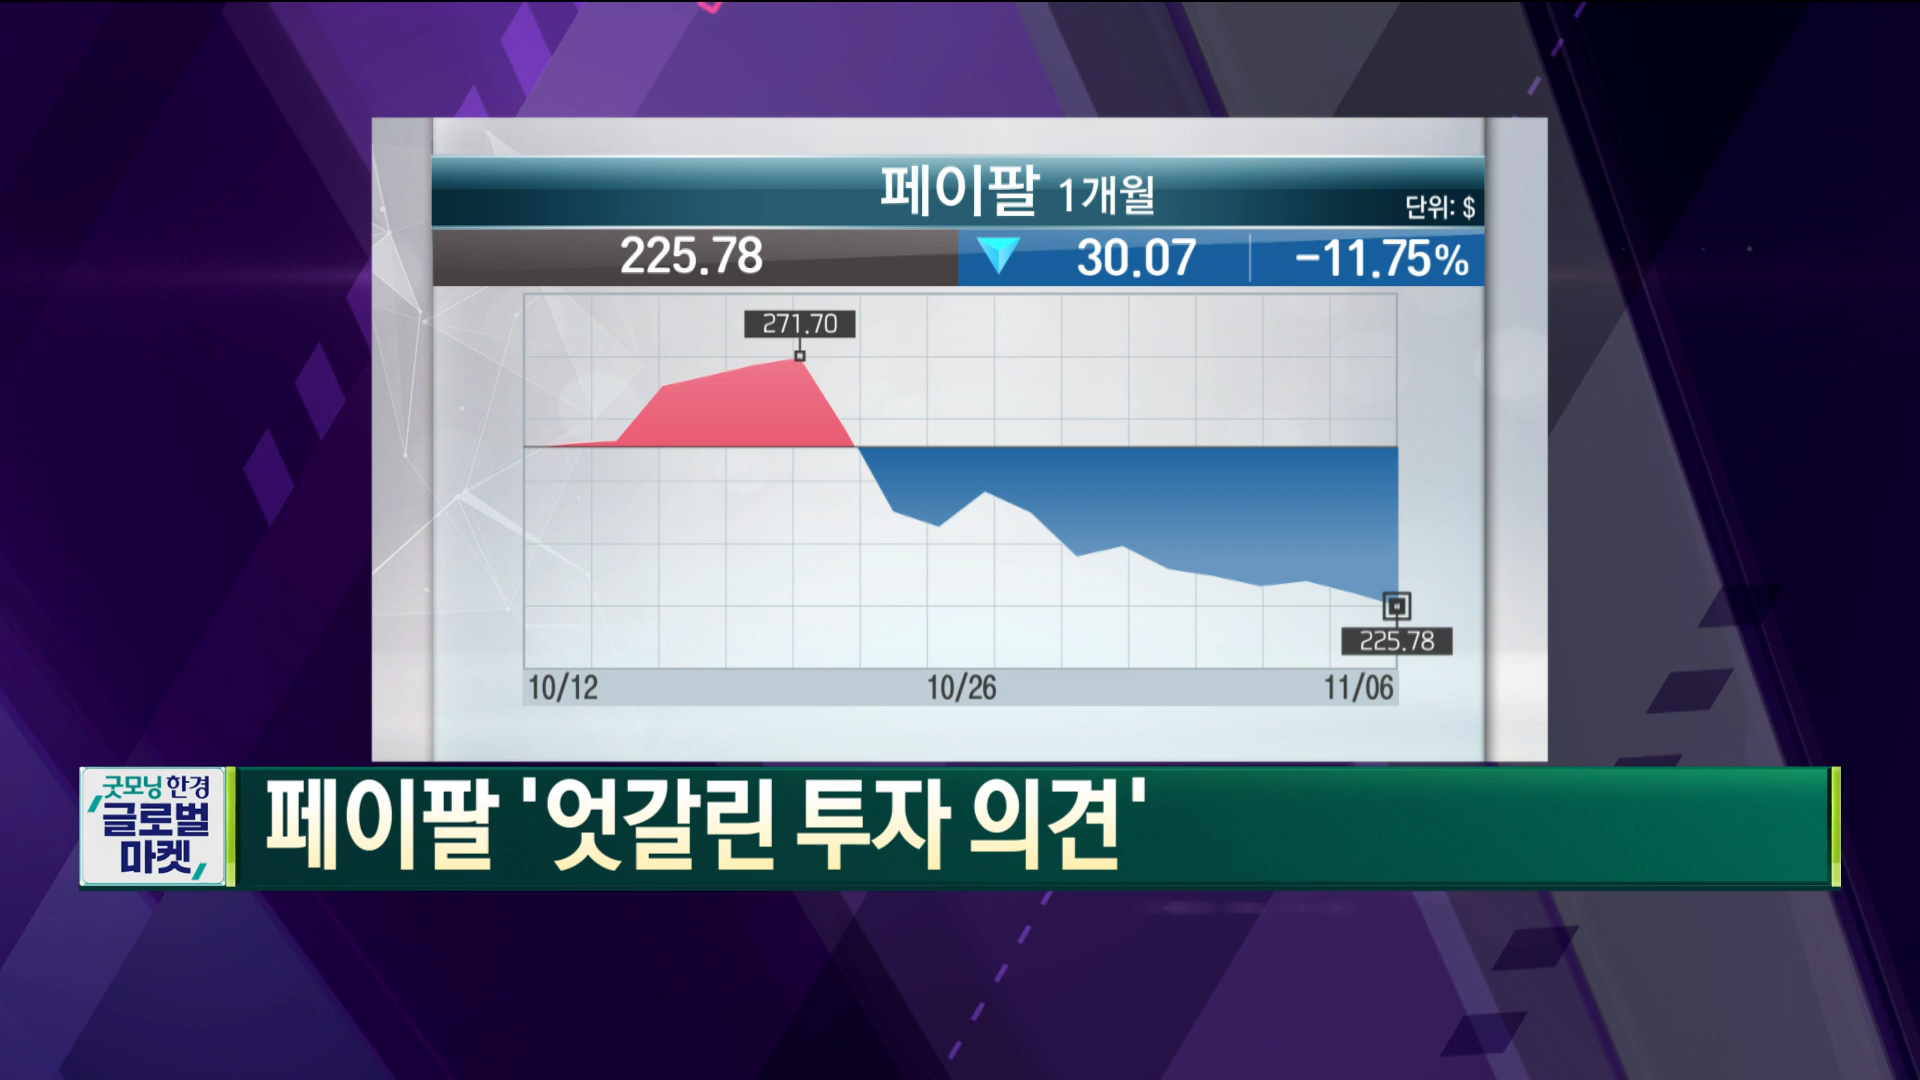 페이팔 1개월
단위: $
225.78 ▼ 30.07 -11.75%
271.70
225.78
10/12 10/26 11/06
굿모닝 한경
글로벌
마켓
페이팔 '엇갈린 투자 의견'